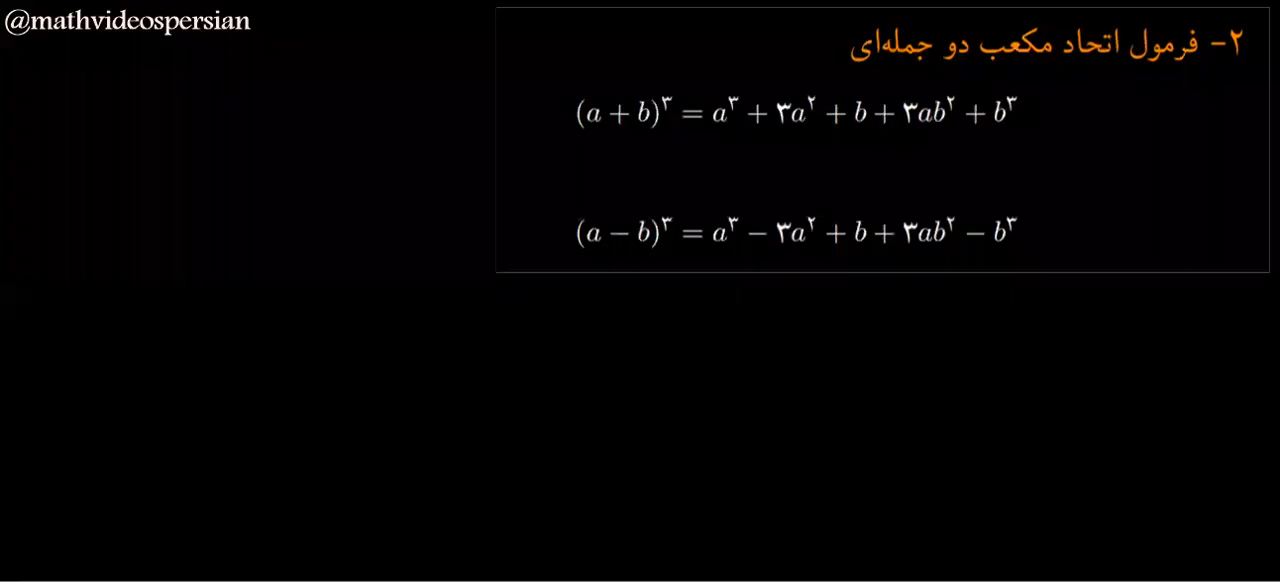 @mathvideospersian
۲- فرمول اتحاد مکعب دو جمله‌ای
(a + b)^۳ = a^۳ + ۳a^۲ + b + ۳ab^۲ + b^۳
(a − b)^۳ = a^۳ − ۳a^۲ + b + ۳ab^۲ − b^۳